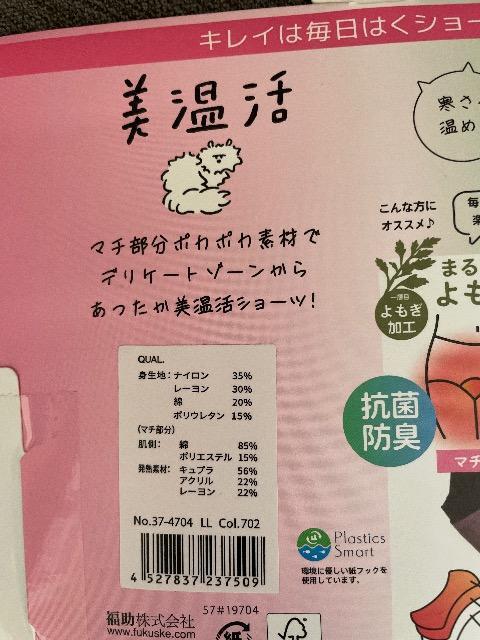 キレイは毎日はくショー
美温活
マチ部分ポカポカ素材で
デリケートゾーンから
あったか美温活ショーツ!
寒さ
温め
こんな方に
オススメ♪
毎
まる
よも
一層目
よもぎ
加工
抗菌
防臭
マチ
QUAL.
身生地:ナイロン 35%
レーヨン 30%
綿 20%
ポリウレタン 15%
(マチ部分)
肌側: 綿 85%
ポリエステル 15%
発熱素材:キュプラ 56%
アクリル 22%
レーヨン 22%
No.37-4704 LL Col.702
4 527837 237509
Plastics
Smart
環境に優しい紙フックを
使用しています。
福助株式会社
www.fukuske.com
57#19704
紙